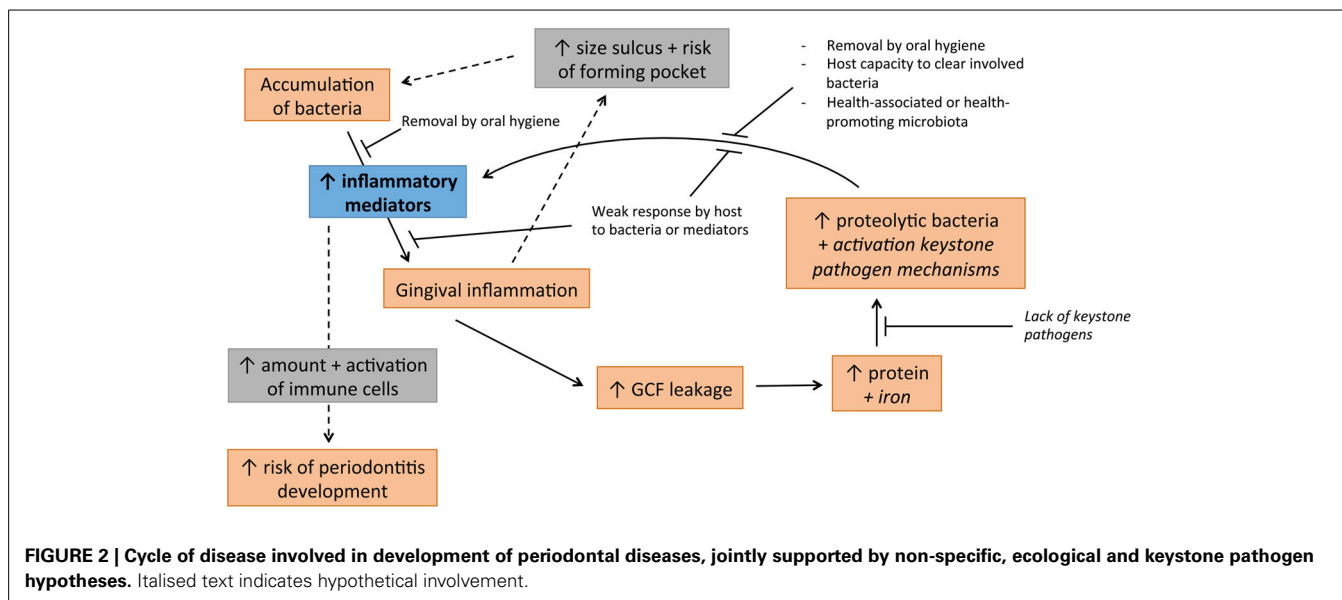 ↑ size sulcus + risk
of forming pocket
- Removal by oral hygiene
- Host capacity to clear involved
bacteria
- Health-associated or health-
promoting microbiota
Accumulation
of bacteria
Removal by oral hygiene
↑ inflammatory
mediators
Weak response by host
to bacteria or mediators
↑ proteolytic bacteria
+ activation keystone
pathogen mechanisms
Gingival inflammation
Lack of keystone
pathogens
↑ amount + activation
of immune cells
↑ GCF leakage
↑ protein
+ iron
↑ risk of periodontitis
development
FIGURE 2 | Cycle of disease involved in development of periodontal diseases, jointly supported by non-specific, ecological and keystone pathogen
hypotheses. Italised text indicates hypothetical involvement.